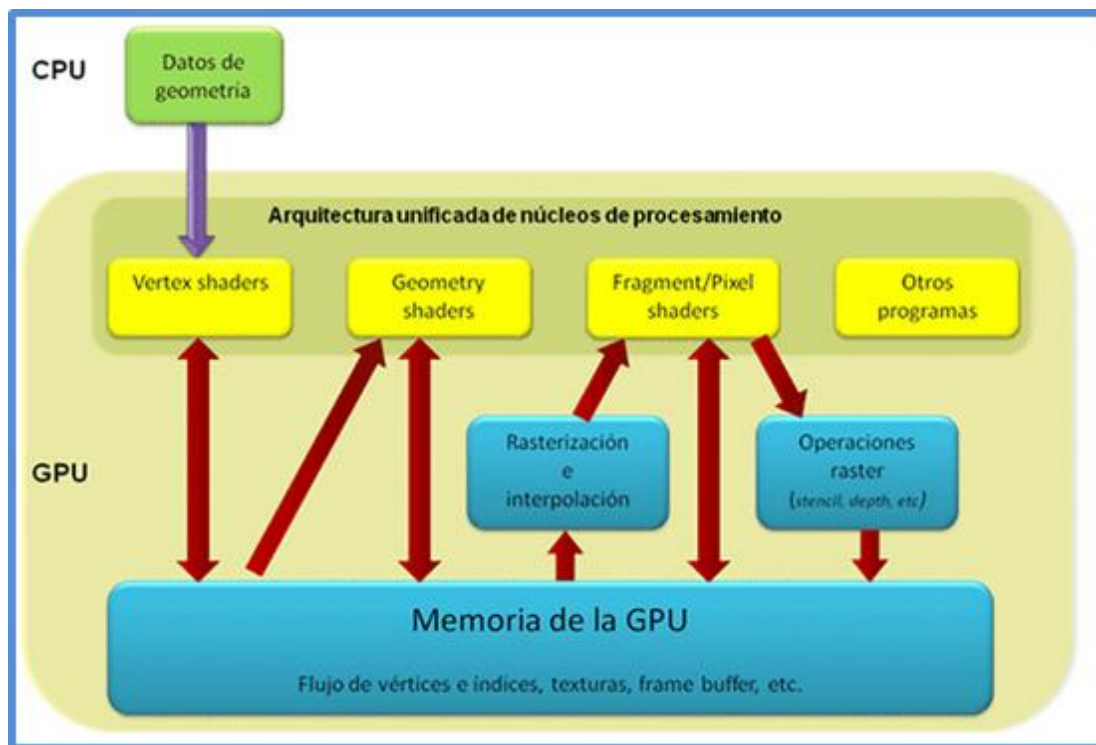 CPU
Datos de
geometría
Arquitectura unificada de núcleos de procesamiento
Vertex shaders
Geometry
shaders
Fragment/Pixel
shaders
Otros
programas
GPU
Rasterización
e
interpolación
Operaciones
raster
(stencil, depth, etc)
Memoria de la GPU
Flujo de vértices e índices, texturas, frame buffer, etc.